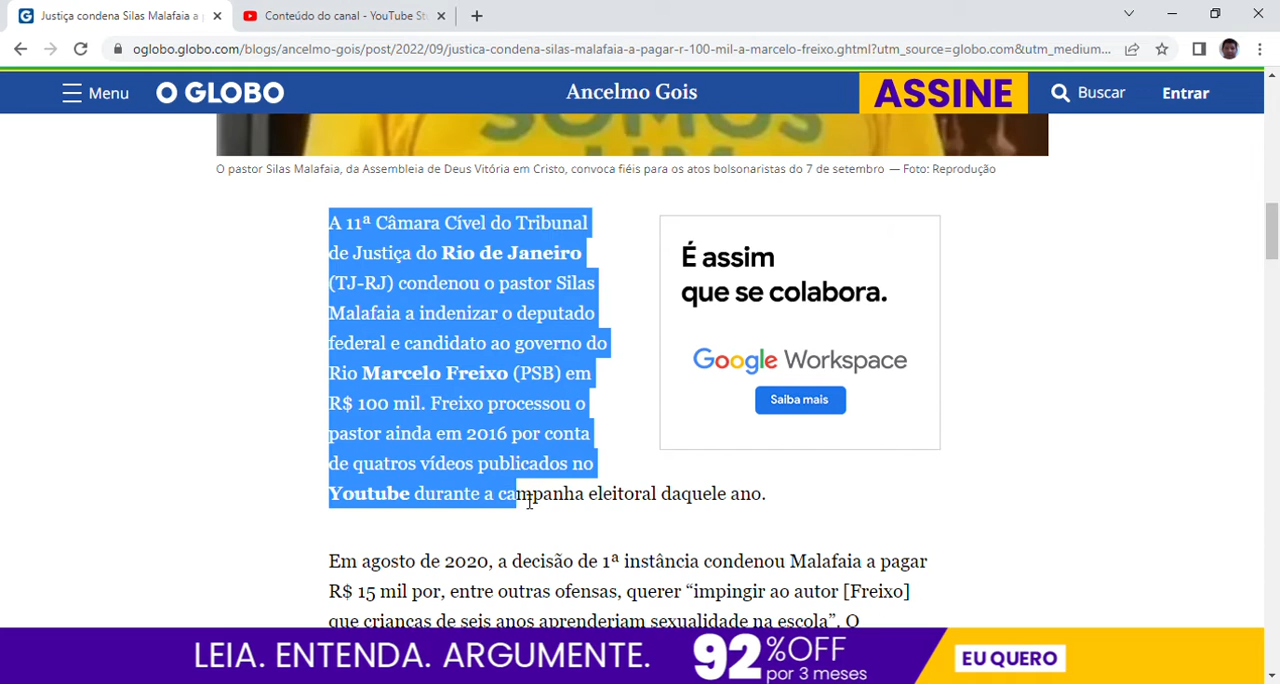 Justiça condena Silas Malafaia a p
Conteúdo do canal - YouTube St
oglobo.globo.com/blogs/ancelmo-gois/post/2022/09/justica-condena-silas-malafaia-a-pagar-r-100-mil-a-marcelo-freixo.ghtml?utm_source=globo.com&utm_medium...
Menu
O GLOBO
Ancelmo Gois
ASSINE
Buscar
Entrar
SOMOS
UM
O pastor Silas Malafaia, da Assembleia de Deus Vitória em Cristo, convoca fiéis para os atos bolsonaristas do 7 de setembro — Foto: Reprodução
A 11ª Câmara Cível do Tribunal
de Justiça do Rio de Janeiro
(TJ-RJ) condenou o pastor Silas
Malafaia a indenizar o deputado
federal e candidato ao governo do
Rio Marcelo Freixo (PSB) em
R$ 100 mil. Freixo processou o
pastor ainda em 2016 por conta
de quatros vídeos publicados no
Youtube durante a campanha eleitoral daquele ano.
É assim
que se colabora.
Google Workspace
Saiba mais
Em agosto de 2020, a decisão de 1ª instância condenou Malafaia a pagar
R$ 15 mil por, entre outras ofensas, querer “impingir ao autor [Freixo]
que crianças de seis anos aprenderiam sexualidade na escola”. O
LEIA. ENTENDA. ARGUMENTE.
92%OFF
por 3 meses
EU QUERO